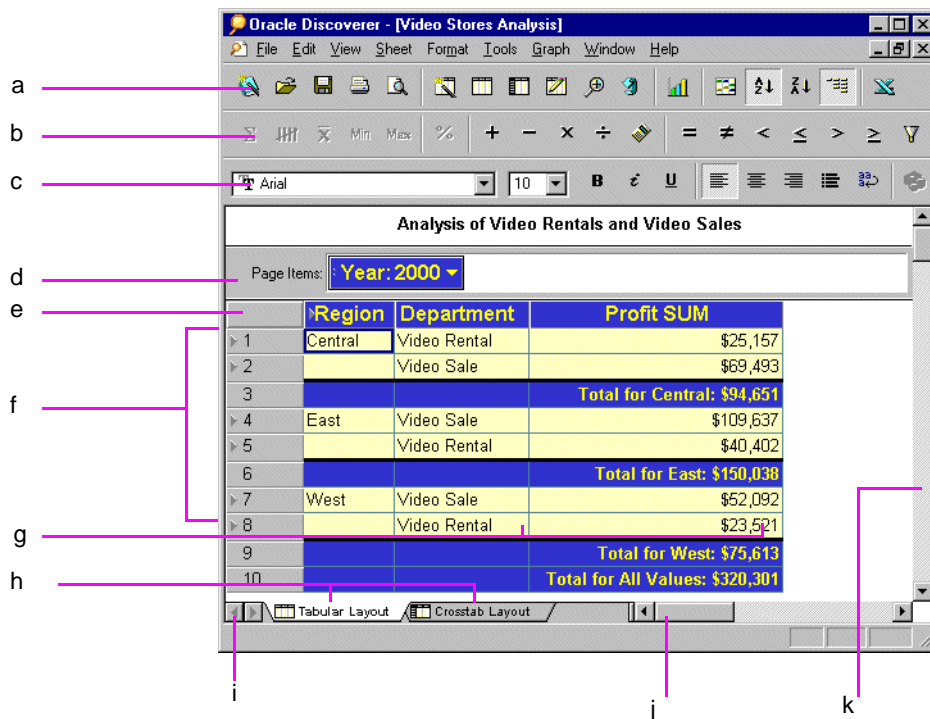 Oracle Discoverer - [Video Stores Analysis]
File Edit View Sheet Format Tools Graph Window Help
a
b
Σ X Min Max % + - × ÷ = ≠ < ≤ > ≥
c
Arial 10 B i U
Analysis of Video Rentals and Video Sales
d
Page Items: Year: 2000
e
Region Department Profit SUM
1 Central Video Rental $25,157
2 Video Sale $69,493
3 Total for Central: $94,651
f
4 East Video Sale $109,637
5 Video Rental $40,402
6 Total for East: $150,038
7 West Video Sale $52,092
g
8 Video Rental $23,521
9 Total for West: $75,613
h
10 Total for All Values: $320,301
Tabular Layout Crosstab Layout
i j k